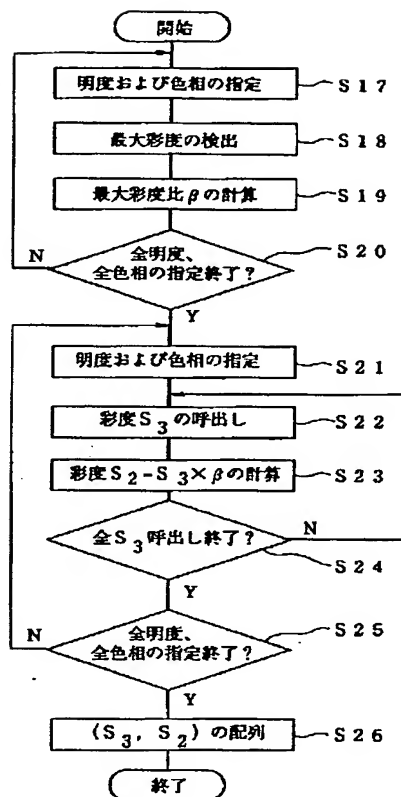 開始
明度および色相の指定
S17
最大彩度の検出
S18
最大彩度比βの計算
S19
全明度、
全色相の指定終了?
S20
N
Y
明度および色相の指定
S21
彩度S3の呼出し
S22
彩度S2-S3×βの計算
S23
全S3呼出し終了?
N
S24
Y
全明度、
全色相の指定終了?
S25
N
Y
(S3, S2)の配列
S26
終了